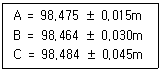 A = 98,475 ± 0,015m
B = 98,464 ± 0,030m
C = 98,484 ± 0,045m